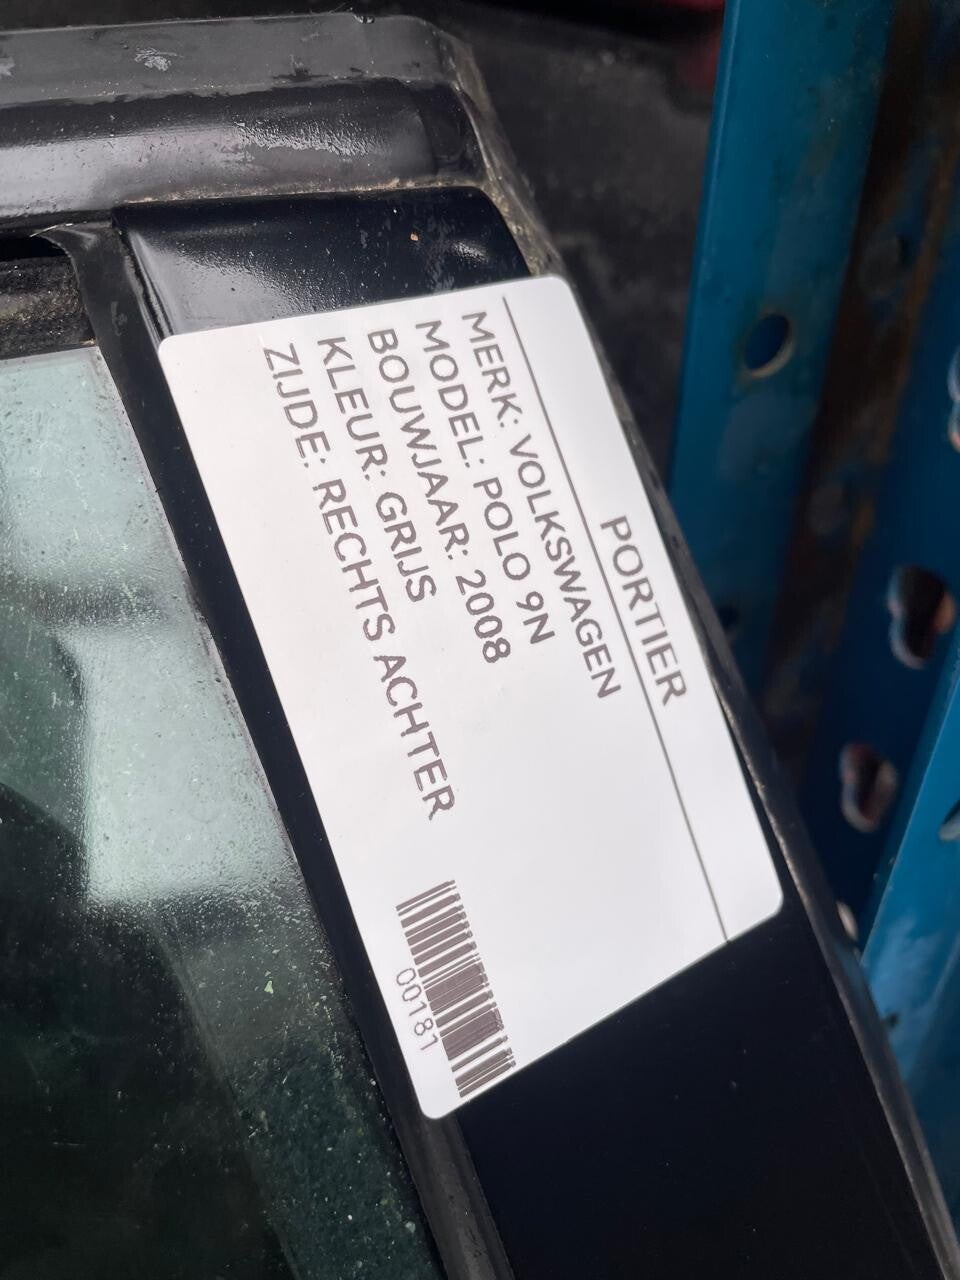 PORTIER
MERK: VOLKSWAGEN
MODEL: POLO 9N
BOUWJAAR: 2008
KLEUR: GRIJS
ZIJDE: RECHTS ACHTER
00181